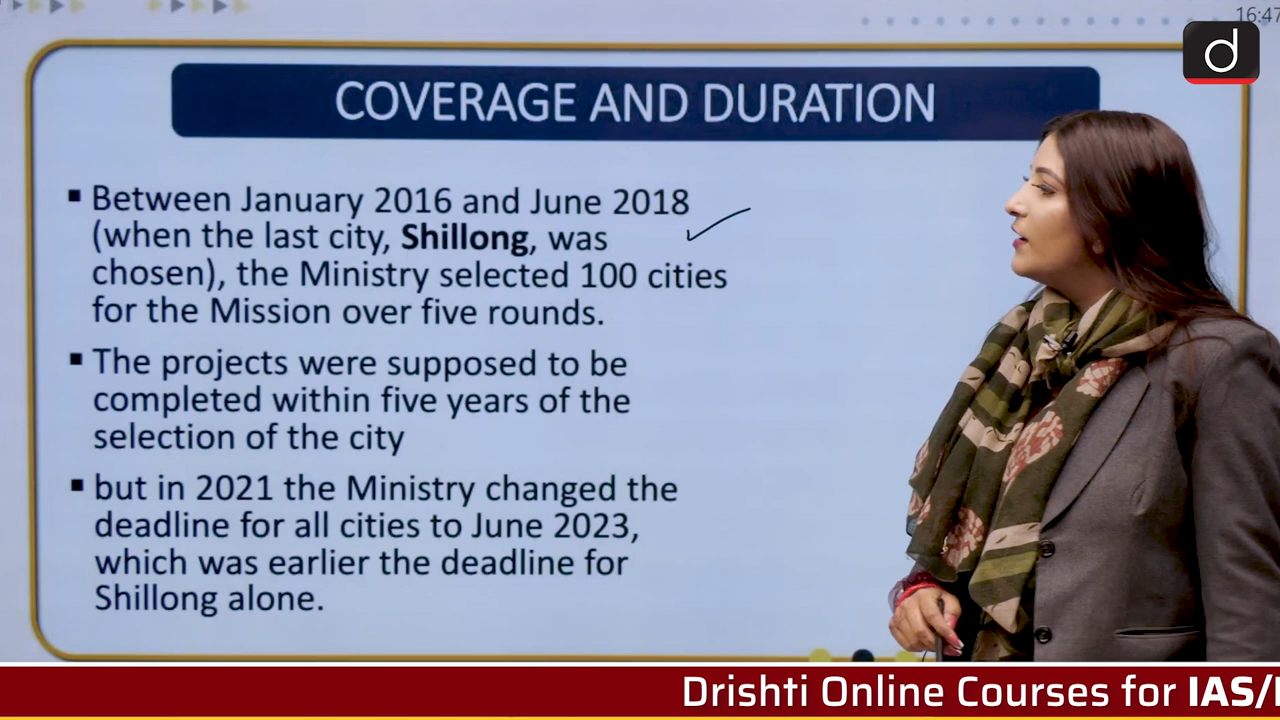 16:47
d
COVERAGE AND DURATION
▪ Between January 2016 and June 2018
(when the last city, Shillong, was
chosen), the Ministry selected 100 cities
for the Mission over five rounds.
▪ The projects were supposed to be
completed within five years of the
selection of the city
▪ but in 2021 the Ministry changed the
deadline for all cities to June 2023,
which was earlier the deadline for
Shillong alone.
Drishti Online Courses for IAS/